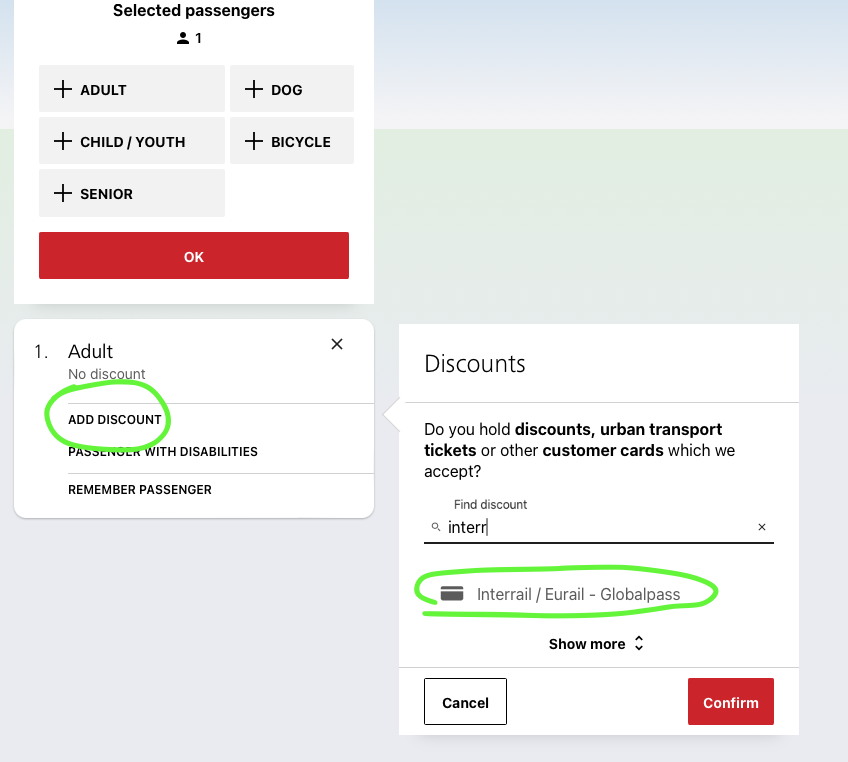 Selected passengers
1
ADULT
DOG
CHILD / YOUTH
BICYCLE
SENIOR
OK
1. Adult
No discount
ADD DISCOUNT
PASSENGER WITH DISABILITIES
REMEMBER PASSENGER
Discounts
Do you hold discounts, urban transport
tickets or other customer cards which we
accept?
Find discount
interr
Interrail / Eurail - Globalpass
Show more
Cancel
Confirm